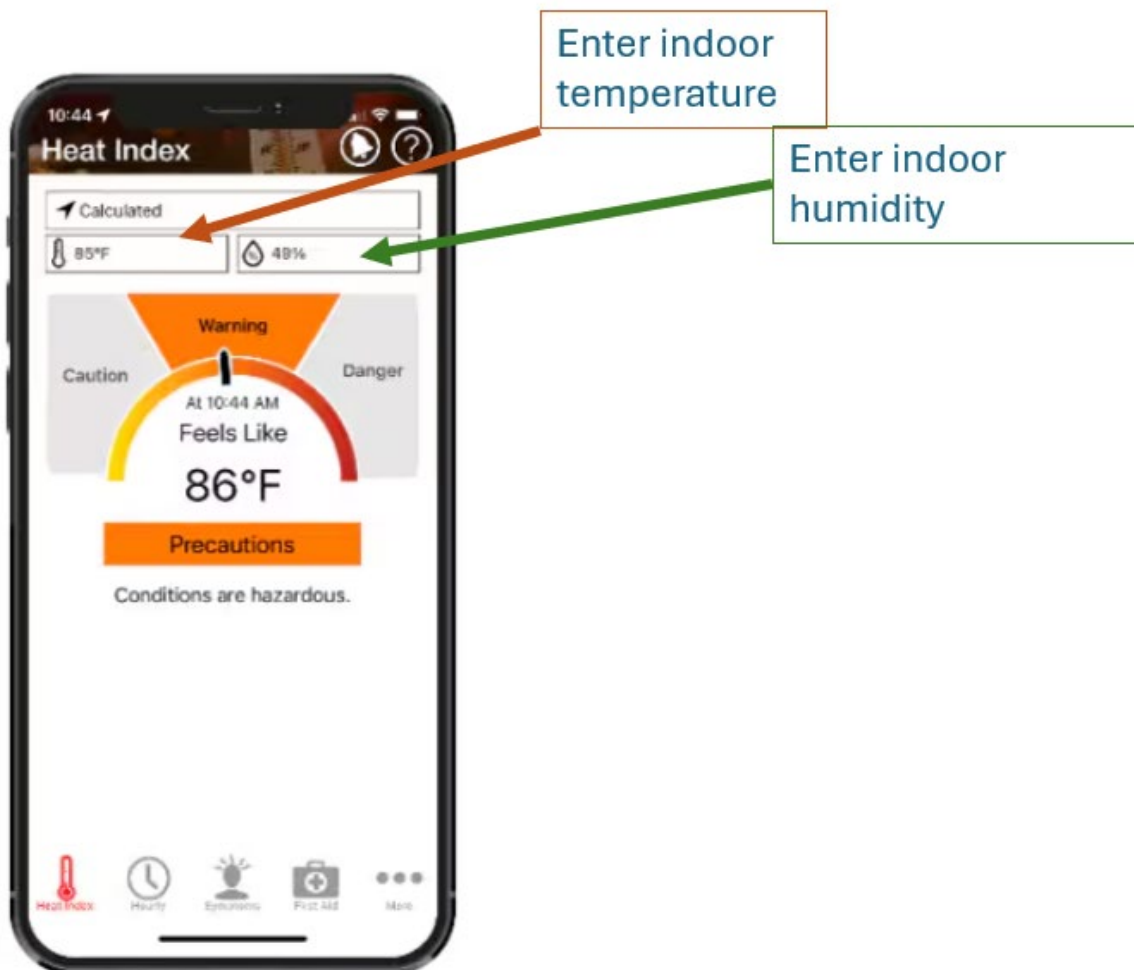 Enter indoor
temperature
Enter indoor
humidity
10:44
Heat Index
?
Calculated
85°F
49%
Warning
Caution
Danger
At 10:44 AM
Feels Like
86°F
Precautions
Conditions are hazardous.
Heat Index
Hourly
First Aid
More